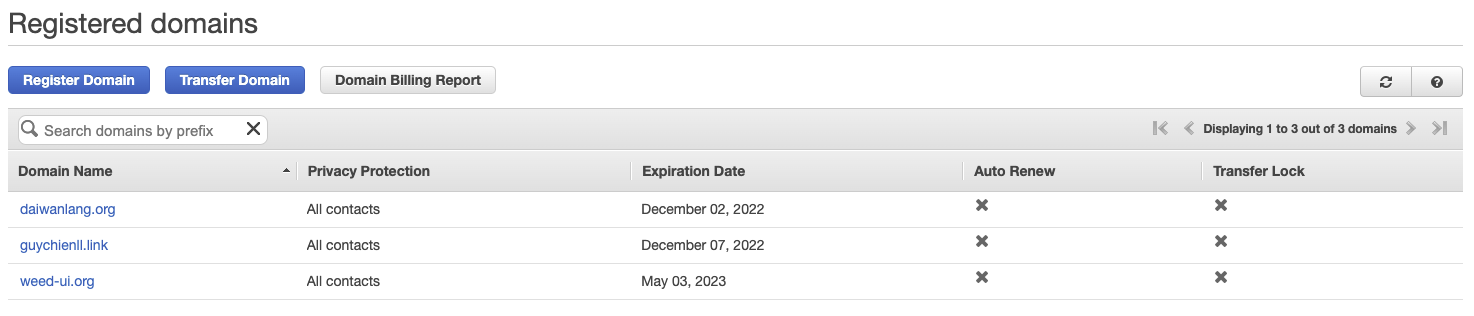 Registered domains
Register Domain Transfer Domain Domain Billing Report
Search domains by prefix Displaying 1 to 3 out of 3 domains
Domain Name Privacy Protection Expiration Date Auto Renew Transfer Lock
daiwanlang.org All contacts December 02, 2022
guychienll.link All contacts December 07, 2022
weed-ui.org All contacts May 03, 2023